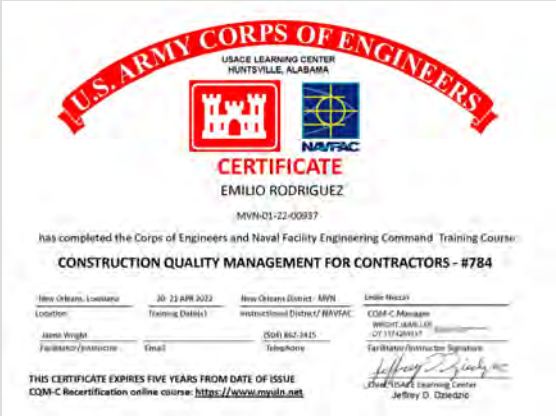 U.S. ARMY CORPS OF ENGINEERS
USACE LEARNING CENTER
HUNTSVILLE, ALABAMA
NAVFAC
CERTIFICATE
EMILIO RODRIGUEZ
MVN-01-22-00937
has completed the Corps of Engineers and Naval Facility Engineering Command Training Course
CONSTRUCTION QUALITY MANAGEMENT FOR CONTRACTORS - #784
New Orleans, Louisiana 20-21 APR 2022 New Orleans District - MVN
Location Training Date(s) Instructional District/ NAVFAC CQM-C Manager
Jamie Wright (504) 862-2415
Facilitator/Instructor Email Telephone Facilitator/Instructor Signature
THIS CERTIFICATE EXPIRES FIVE YEARS FROM DATE OF ISSUE
CQM-C Recertification online course: https://www.myuln.net
Chief, USACE Learning Center
Jeffrey D. Dziedzic